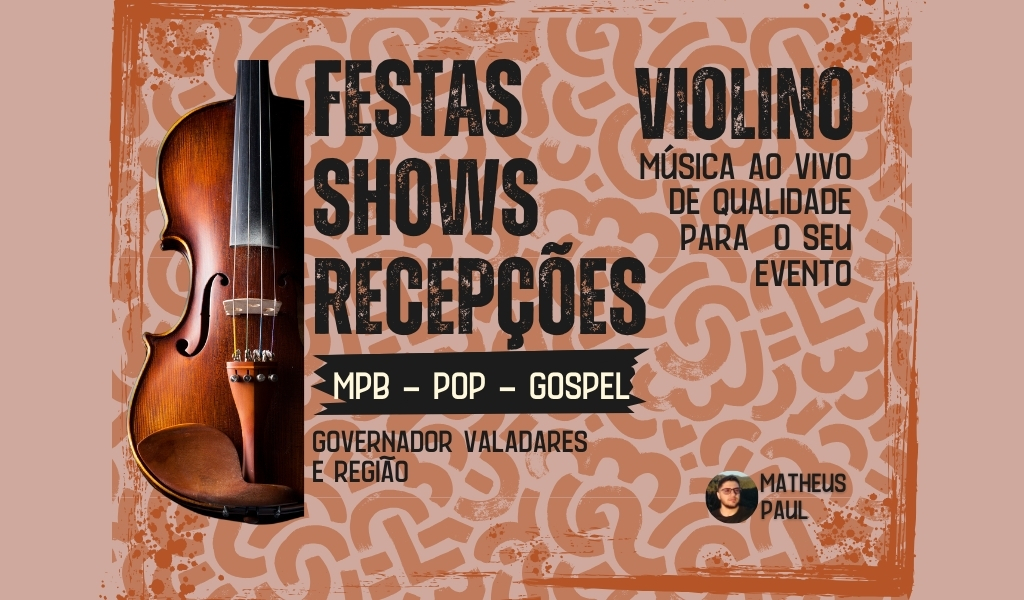 FESTAS
SHOWS
RECEPÇÕES
MPB - POP - GOSPEL
GOVERNADOR VALADARES
E REGIÃO
VIOLINO
MÚSICA AO VIVO
DE QUALIDADE
PARA O SEU
EVENTO
MATHEUS
PAUL